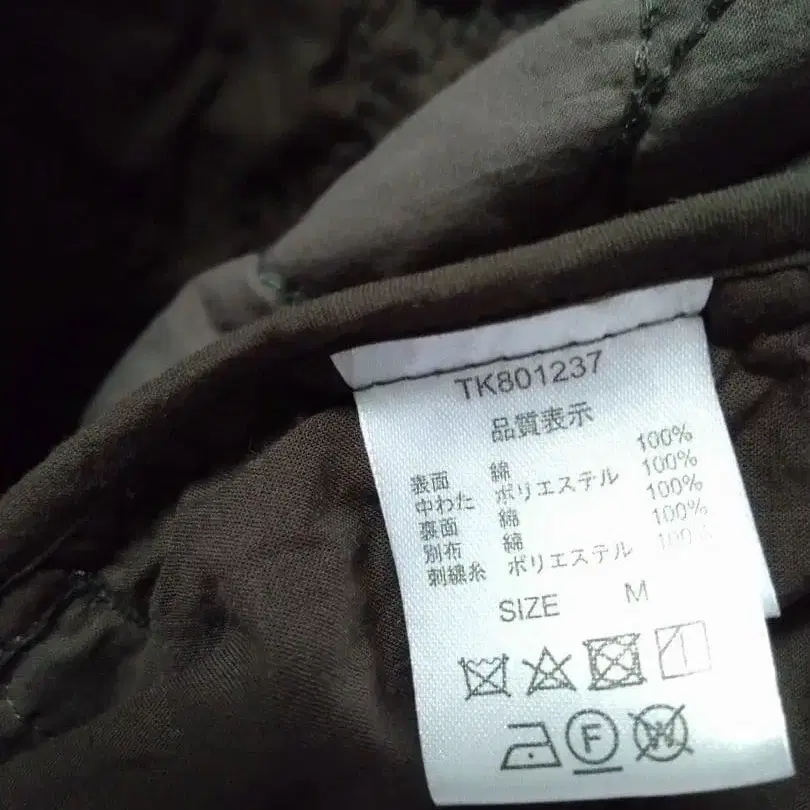 TK801237
品質表示
表面 綿 100%
中わた ポリエステル 100%
裏面 綿 100%
別布 綿 100%
刺繍糸 ポリエステル 100%
SIZE M
F W